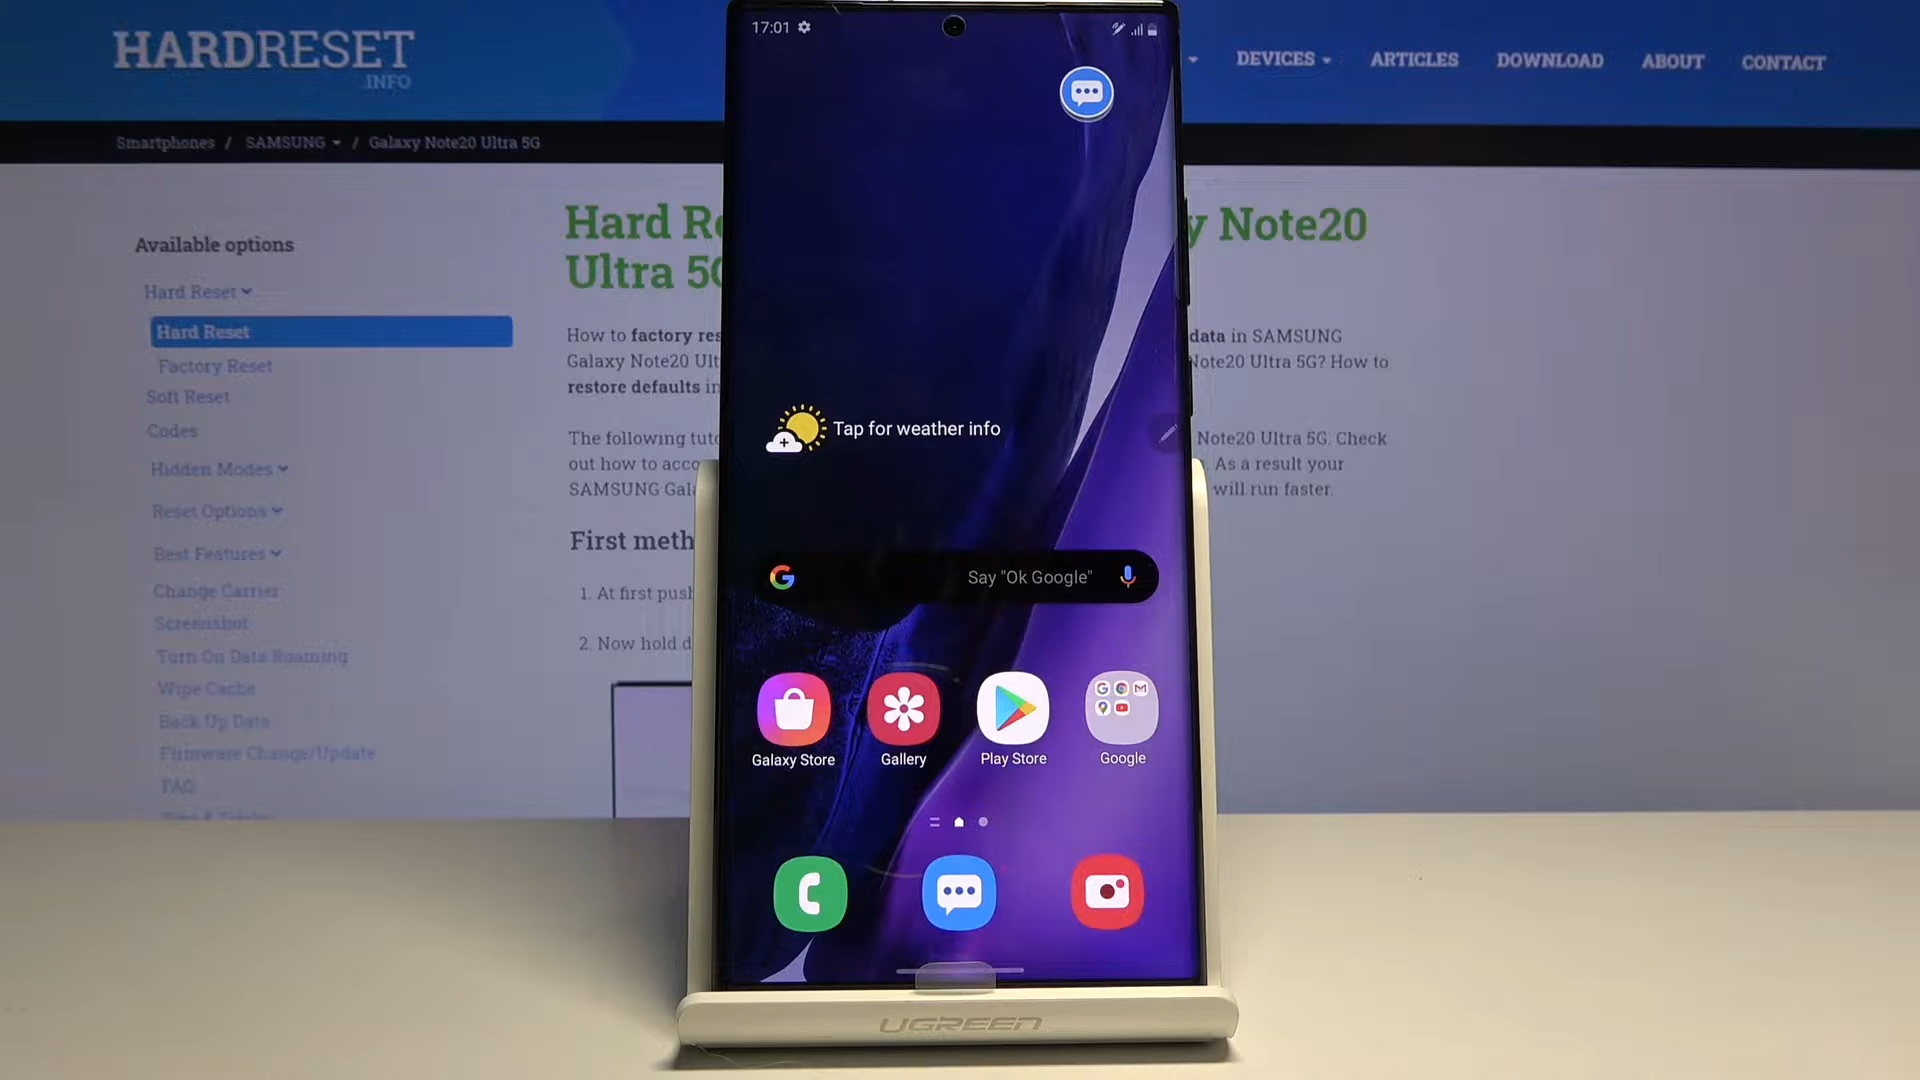 HARDRESET
.INFO
DEVICES
ARTICLES
DOWNLOAD
ABOUT
CONTACT
Smartphones / SAMSUNG / Galaxy Note20 Ultra 5G
Available options
Hard Reset
Hard Reset
Factory Reset
Soft Reset
Codes
Hidden Modes
Reset Options
Best Features
Change Carrier
Screenshot
Turn On Data Roaming
Wipe Cache
Back Up Data
Firmware Change/Update
FAQ
Hard Re
y Note20
Ultra 5G
How to factory res
data in SAMSUNG
Galaxy Note20 Ult
Note20 Ultra 5G? How to
restore defaults in
The following tuto
Note20 Ultra 5G. Check
out how to acco
. As a result your
SAMSUNG Gala
will run faster.
First meth
1. At first push
2. Now hold d
17:01
Tap for weather info
G
Say "Ok Google"
Galaxy Store
Gallery
Play Store
Google
UGREEN